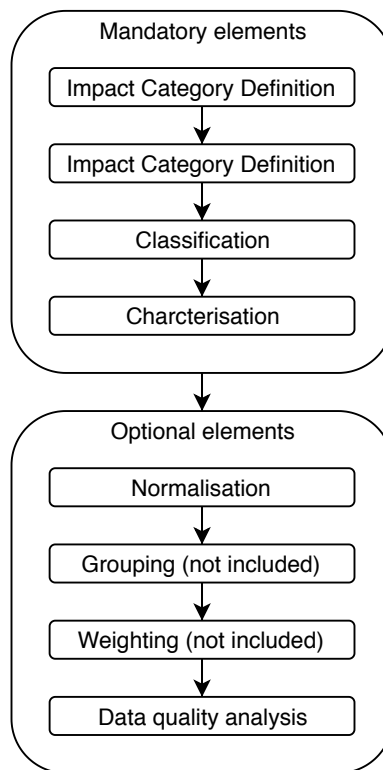 Mandatory elements
Impact Category Definition
Impact Category Definition
Classification
Charcterisation
Optional elements
Normalisation
Grouping (not included)
Weighting (not included)
Data quality analysis